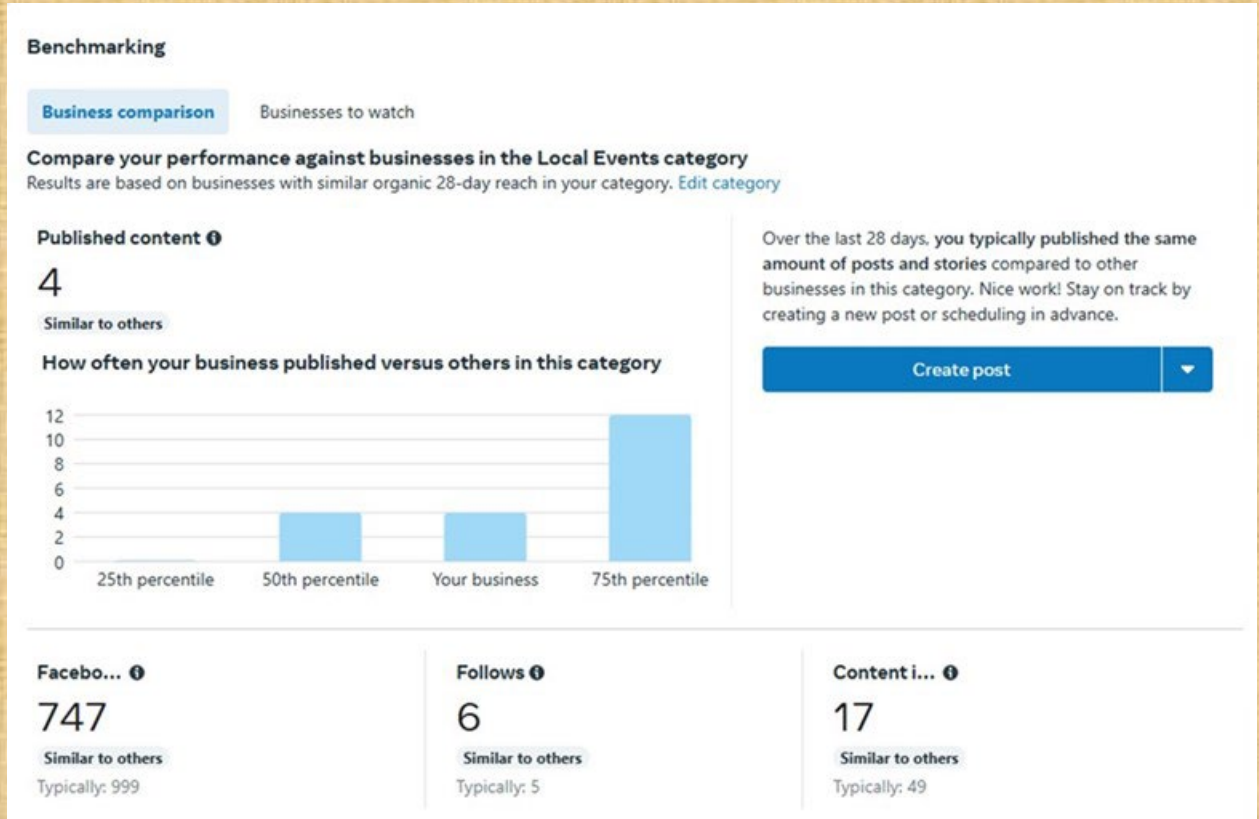 Benchmarking
Business comparison
Businesses to watch
Compare your performance against businesses in the Local Events category
Results are based on businesses with similar organic 28-day reach in your category. Edit category
Published content
4
Similar to others
How often your business published versus others in this category
12
10
8
6
4
2
0
25th percentile
50th percentile
Your business
75th percentile
Over the last 28 days, you typically published the same
amount of posts and stories compared to other
businesses in this category. Nice work! Stay on track by
creating a new post or scheduling in advance.
Create post
Facebo...
747
Similar to others
Typically: 999
Follows
6
Similar to others
Typically: 5
Content i...
17
Similar to others
Typically: 49